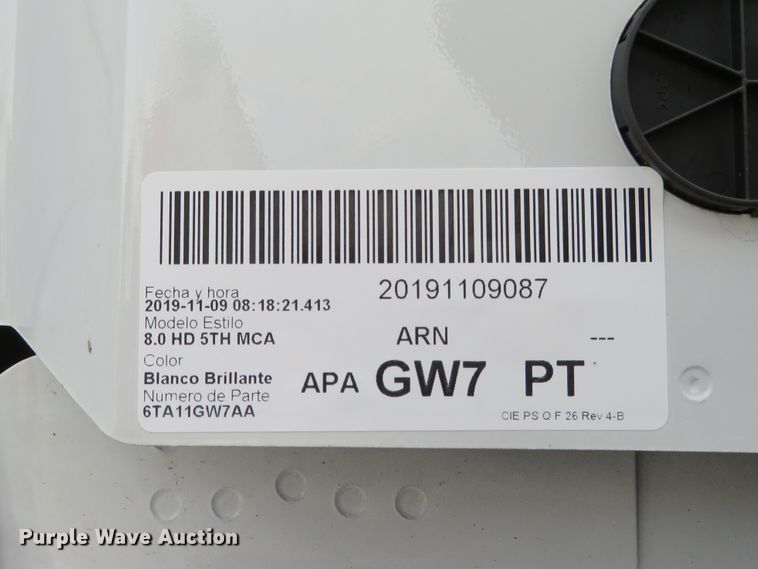 20191109087
Fecha y hora
2019-11-09 08:18:21.413
Modelo Estilo
8.0 HD 5TH MCA
ARN ---
Color
Blanco Brillante
APA GW7 PT
Numero de Parte
6TA11GW7AA
CIE PS O F 26 Rev 4-B
Purple Wave Auction